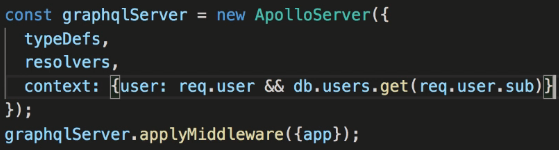 const graphqlServer = new ApolloServer({
typeDefs,
resolvers,
context: {user: req.user && db.users.get(req.user.sub)}
});
graphqlServer.applyMiddleware({app});